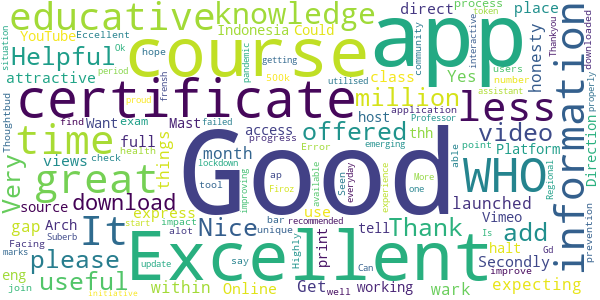 educative
knowledge
course
app
direct
process
token
place
situation
YouTube
Excellent
Indonesia
Could
Ok
hope
community
interactive
downloaded
Helpful
attractive
pandemic
getting
500k
utilised
Yes
users
number
assistant
honesty
class
period
proud
frensh
Thankyou
properly
certificate
million
less
information
Want
exam
Mast
failed
application
Professor
find
time
things
full
access
offered
host
emerging
video
progress
thh
Direction
Thoughtbud
Very
great
views
check
health
month
lockdown
improving
tool
ap
Error
Firoz
available
Seen
everyday
experience
More
one
WHO
able
point
Platform
Regional
download
Good
It
Nice
source
express
use
Thank
add
launched
Vimeo
prevention
gap
Arch
impact
bar
recommended
tell
Secondly
Facing
Suberb
alot
unique
print
halt
Is
Gd
please
say
Highly
improve
marks
start
useful
update
Excellent
Can
Get
working
expecting
eng
within
Online
well
wark
join
initiative